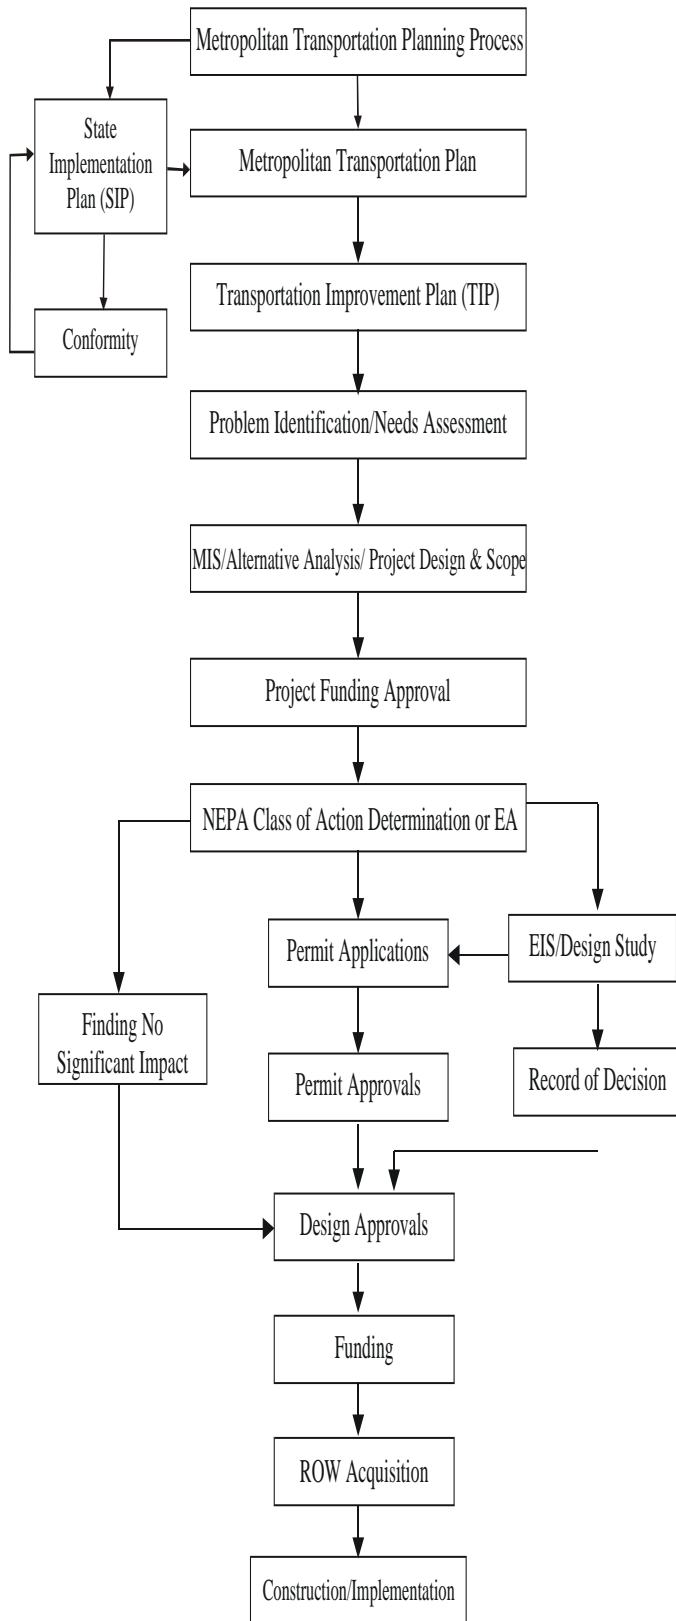 Metropolitan Transportation Planning Process
State
Implementation
Plan (SIP)
Metropolitan Transportation Plan
Transportation Improvement Plan (TIP)
Conformity
Problem Identification/Needs Assessment
MIS/Alternative Analysis/ Project Design & Scope
Project Funding Approval
NEPA Class of Action Determination or EA
Permit Applications
EIS/Design Study
Finding No
Significant Impact
Permit Approvals
Record of Decision
Design Approvals
Funding
ROW Acquisition
Construction/Implementation